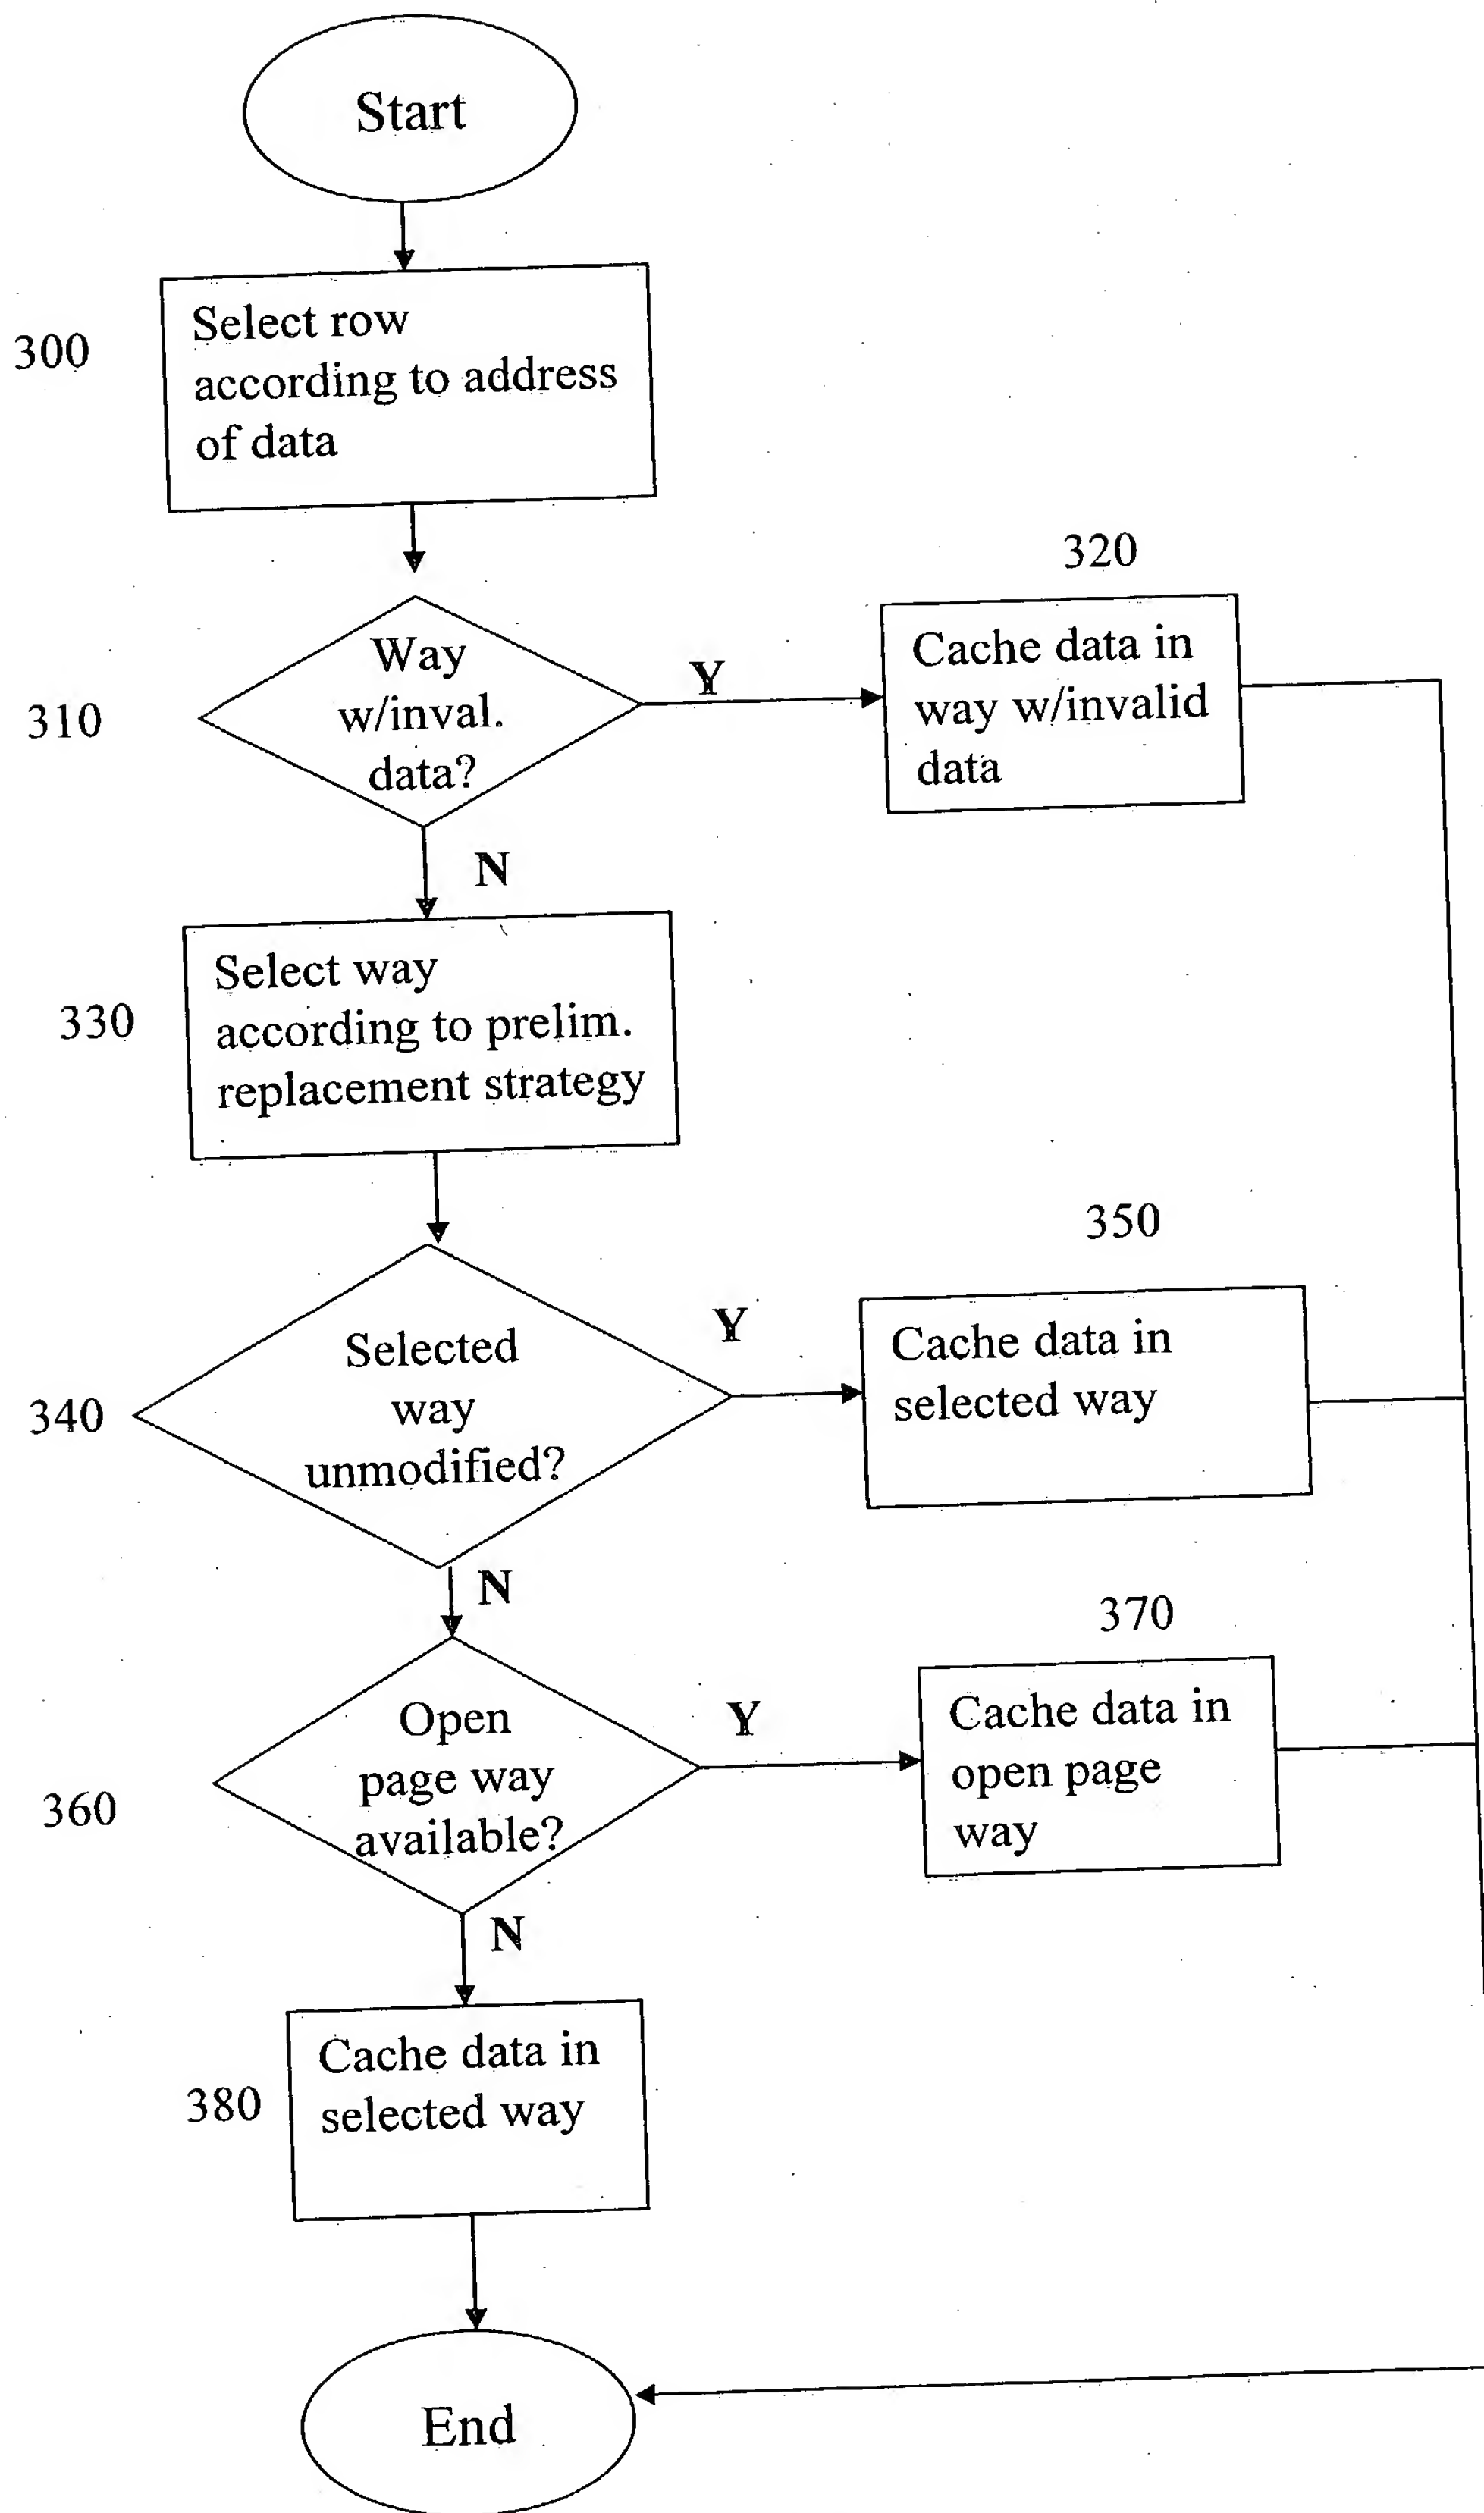 Start
300
Select row
according to address
of data
310
Way
w/inval.
data?
Y
320
Cache data in
way w/invalid
data
N
330
Select way
according to prelim.
replacement strategy
340
Selected
way
unmodified?
Y
350
Cache data in
selected way
N
360
Open
page way
available?
Y
370
Cache data in
open page
way
N
380
Cache data in
selected way
End